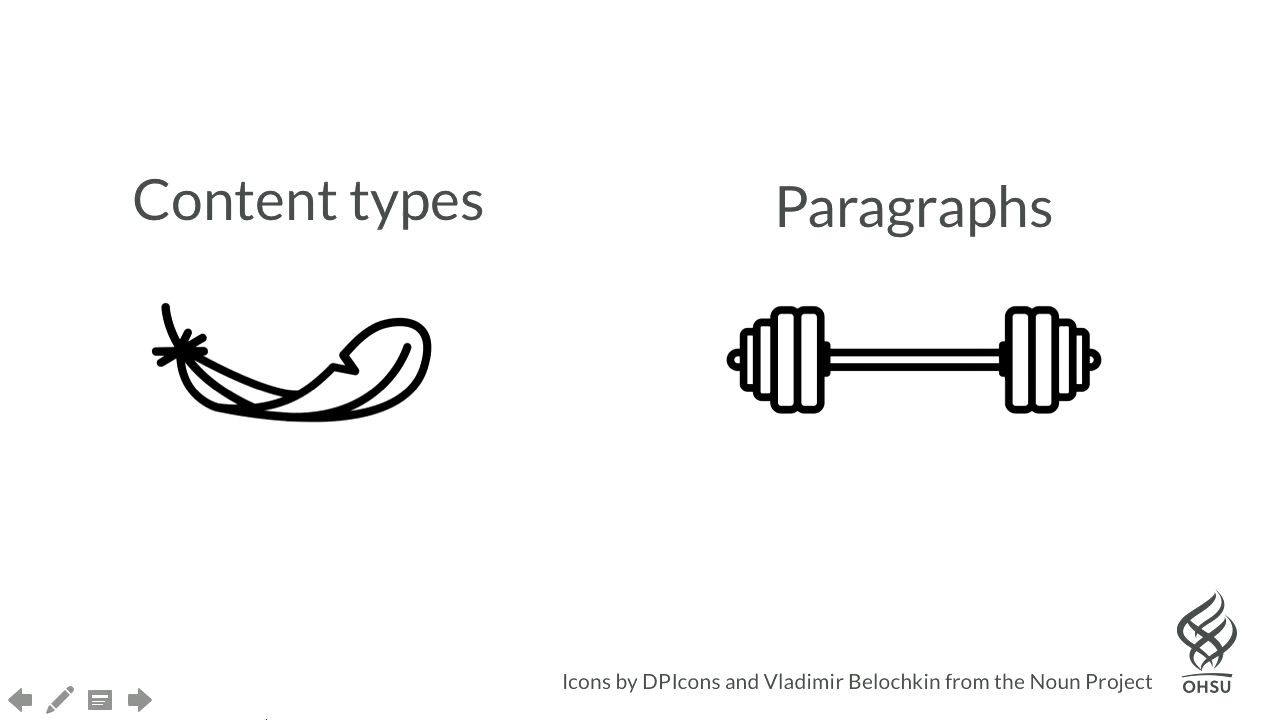 Content types
Paragraphs
Icons by DPIcons and Vladimir Belochkin from the Noun Project
OHSU